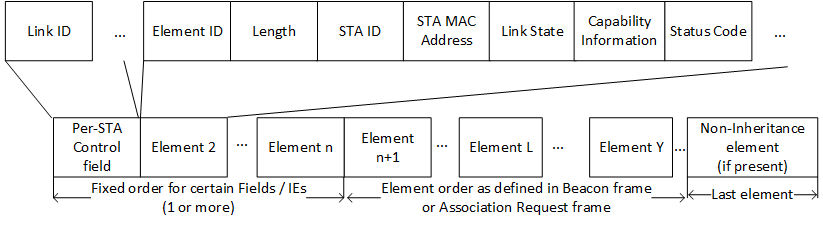 Link ID
...
Element ID
Length
STA ID
STA MAC
Address
Link State
Capability
Information
Status Code
...
Per-STA
Control
field
Element 2
...
Element n
Element
n+1
...
Element L
...
Element Y
...
Non-Inheritance
element
(if present)
Fixed order for certain Fields / IEs
(1 or more)
Element order as defined in Beacon frame
or Association Request frame
Last element